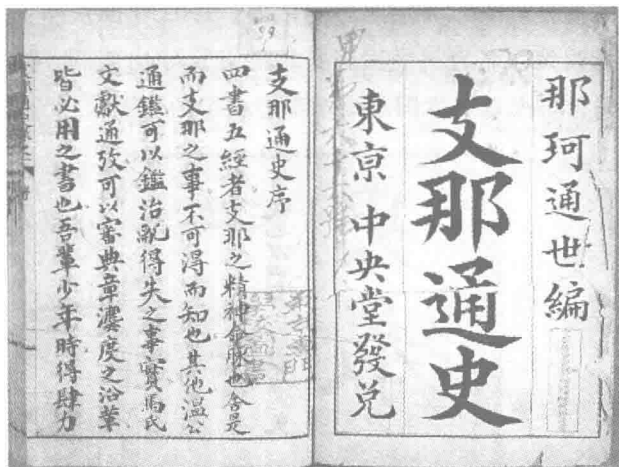 那珂通世編
支那通史
東京 中央堂發兌
支那通史序
四書五經者支那之精神命脉也舍是
而支那之事不可得而知也其他溫公
通鑑可以鑑治亂得失之事實馬氏
文獻通攷可以審典章灋度之沿革
皆必用之書也吾輩少年時得肆力